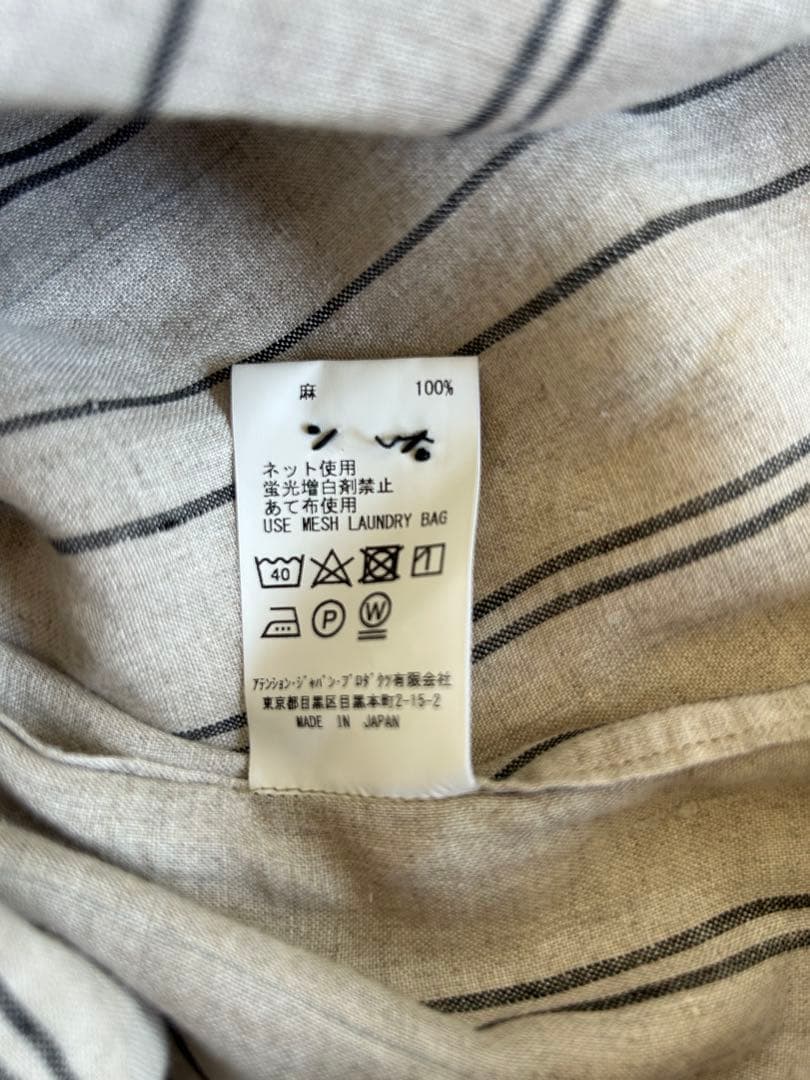 麻 100%
ネット使用
蛍光増白剤禁止
あて布使用
USE MESH LAUNDRY BAG
40
P W
ｱﾃﾝｼｮﾝ･ｼﾞｬﾊﾟﾝ･ﾌﾟﾛﾀﾞｸﾂ有限会社
東京都目黒区目黒本町2-15-2
MADE IN JAPAN